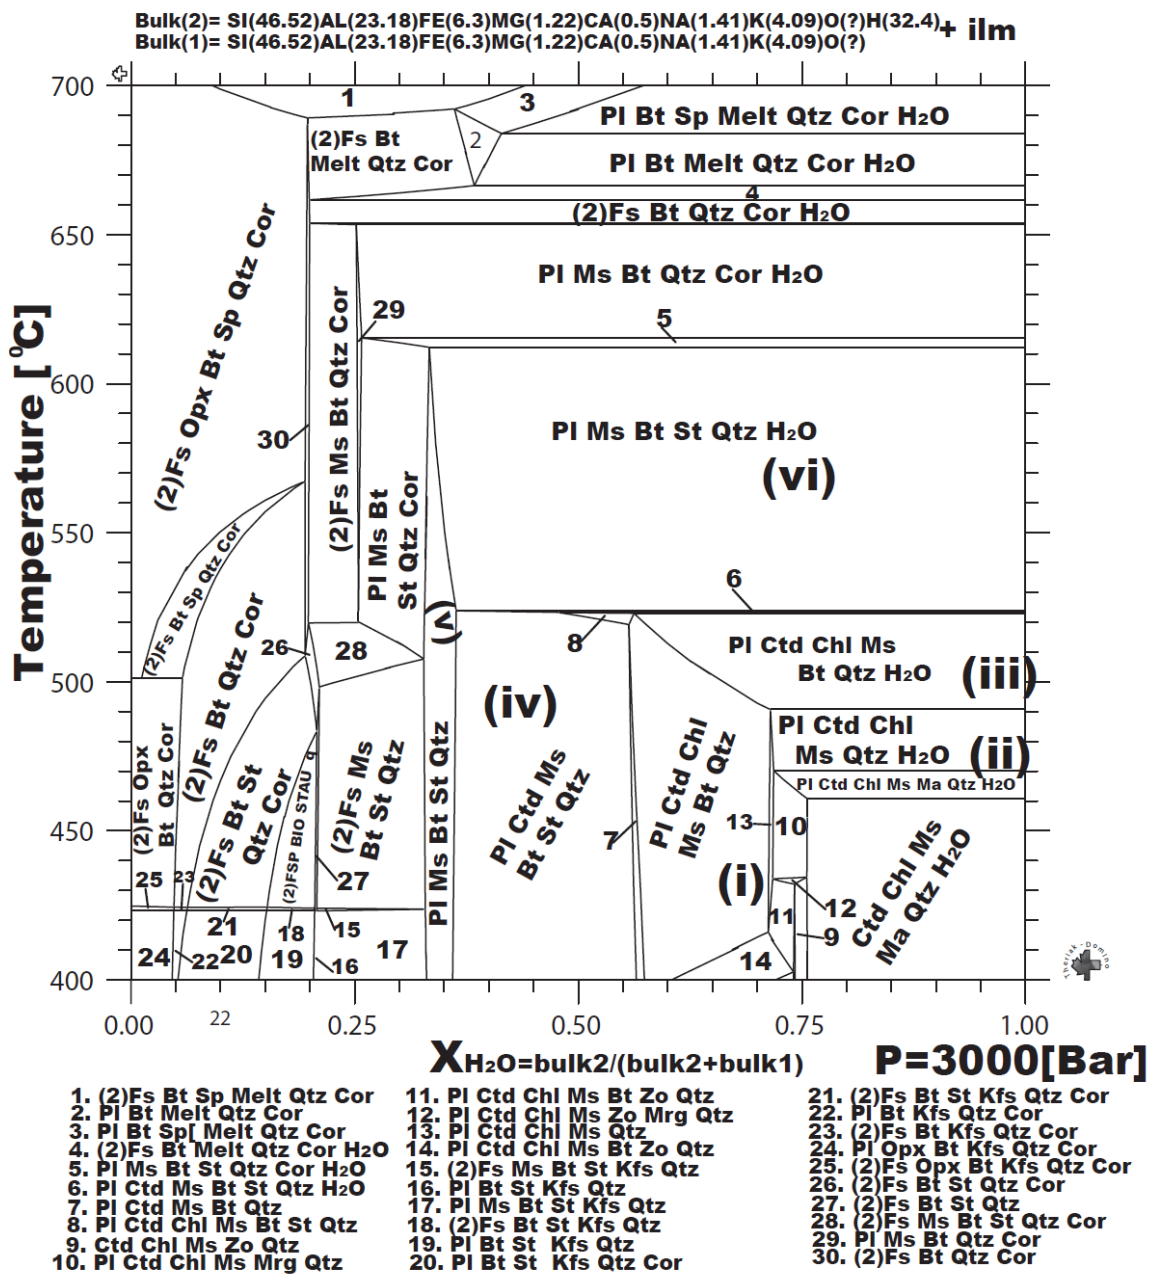 Bulk(2)= SI(46.52)AL(23.18)FE(6.3)MG(1.22)CA(0.5)NA(1.41)K(4.09)O(?)H(32.4)+ ilm
Bulk(1)= SI(46.52)AL(23.18)FE(6.3)MG(1.22)CA(0.5)NA(1.41)K(4.09)O(?)
700
650
600
550
500
450
400
Temperature [⁰C]
1
3
Pl Bt Sp Melt Qtz Cor H₂O
(2)Fs Bt
Melt Qtz Cor
2
Pl Bt Melt Qtz Cor H₂O
4
(2)Fs Bt Qtz Cor H₂O
(2)Fs Opx Bt Sp Qtz Cor
Pl Ms Bt Qtz Cor H₂O
29
5
(2)Fs Ms Bt Qtz Cor
30
Pl Ms Bt St Qtz H₂O
(vi)
Pl Ms Bt
St Qtz Cor
(2)Fs Bt Sp Qtz Cor
6
(v)
8
(2)Fs Bt Qtz Cor
26
28
Pl Ctd Chl Ms
Bt Qtz H₂O
(iii)
(iv)
Pl Ctd Chl
Ms Qtz H₂O
(ii)
Pl Ctd Chl Ms Ma Qtz H₂O
(2)Fs Opx
Bt Qtz Cor
(2)Fs Bt St
Qtz Cor
(2)FSP BIO STAU q
(2)Fs Ms
Bt St Qtz
Pl Ms Bt St Qtz
Pl Ctd Ms
Bt St Qtz
7
Pl Ctd Chl
Ms Bt Qtz
13
10
(i)
Ctd Chl Ms
Ma Qtz H₂O
25
23
27
12
11
9
21
18
15
24
22
20
19
16
17
14
Theriak-Domino
0.00
22
0.25
0.50
0.75
1.00
XH₂O=bulk2/(bulk2+bulk1)
P=3000[Bar]
1. (2)Fs Bt Sp Melt Qtz Cor
2. Pl Bt Melt Qtz Cor
3. Pl Bt Sp[ Melt Qtz Cor
4. (2)Fs Bt Melt Qtz Cor H₂O
5. Pl Ms Bt St Qtz Cor H₂O
6. Pl Ctd Ms Bt St Qtz H₂O
7. Pl Ctd Ms Bt Qtz
8. Pl Ctd Chl Ms Bt St Qtz
9. Ctd Chl Ms Zo Qtz
10. Pl Ctd Chl Ms Mrg Qtz
11. Pl Ctd Chl Ms Bt Zo Qtz
12. Pl Ctd Chl Ms Zo Mrg Qtz
13. Pl Ctd Chl Ms Qtz
14. Pl Ctd Chl Ms Bt Zo Qtz
15. (2)Fs Ms Bt St Kfs Qtz
16. Pl Bt St Kfs Qtz
17. Pl Ms Bt St Kfs Qtz
18. (2)Fs Bt St Kfs Qtz
19. Pl Bt St Kfs Qtz
20. Pl Bt St Kfs Qtz Cor
21. (2)Fs Bt St Kfs Qtz Cor
22. Pl Bt Kfs Qtz Cor
23. (2)Fs Bt Kfs Qtz Cor
24. Pl Opx Bt Kfs Qtz Cor
25. (2)Fs Opx Bt Kfs Qtz Cor
26. (2)Fs Bt St Qtz Cor
27. (2)Fs Bt St Qtz
28. (2)Fs Ms Bt St Qtz Cor
29. Pl Ms Bt Qtz Cor
30. (2)Fs Bt Qtz Cor